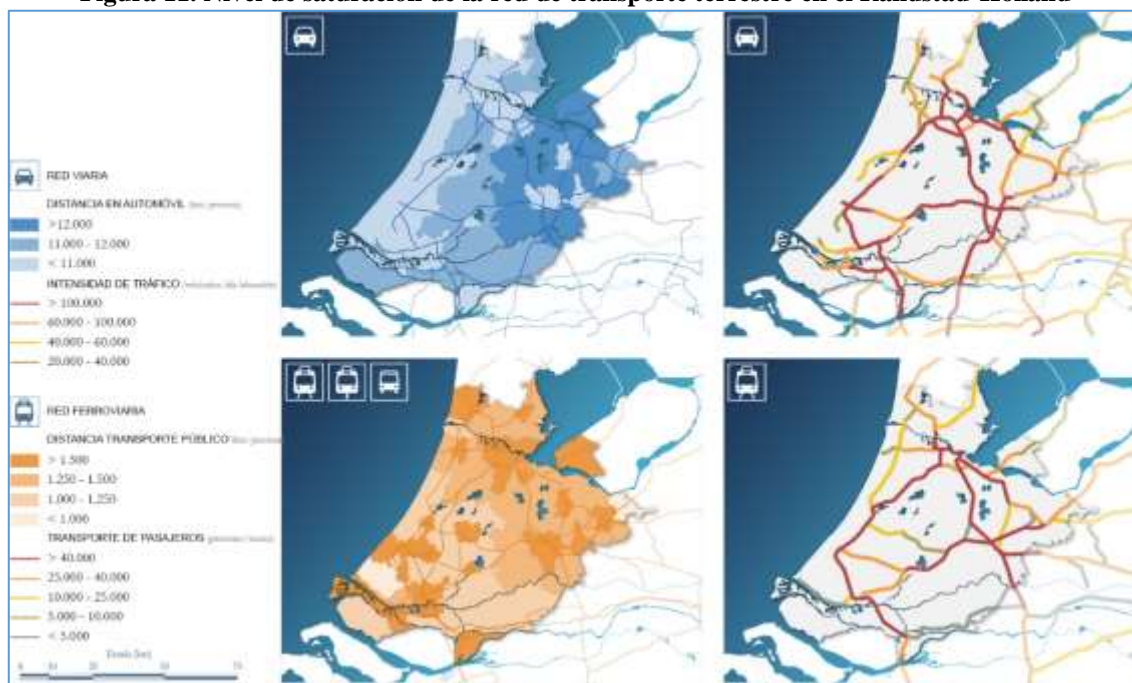 Figura 11. Nivel de saturación de la red de transporte terrestre en el Randstad-Holland
RED VIARIA
DISTANCIA EN AUTOMÓVIL
>12.000
11.000 - 12.000
< 11.000
INTENSIDAD DE TRÁFICO
> 100.000
60.000 - 100.000
40.000 - 60.000
20.000 - 40.000
RED FERROVIARIA
DISTANCIA TRANSPORTE PÚBLICO
> 1.500
1.250 - 1.500
1.000 - 1.250
< 1.000
TRANSPORTE DE PASAJEROS
> 40.000
25.000 - 40.000
10.000 - 25.000
5.000 - 10.000
< 5.000